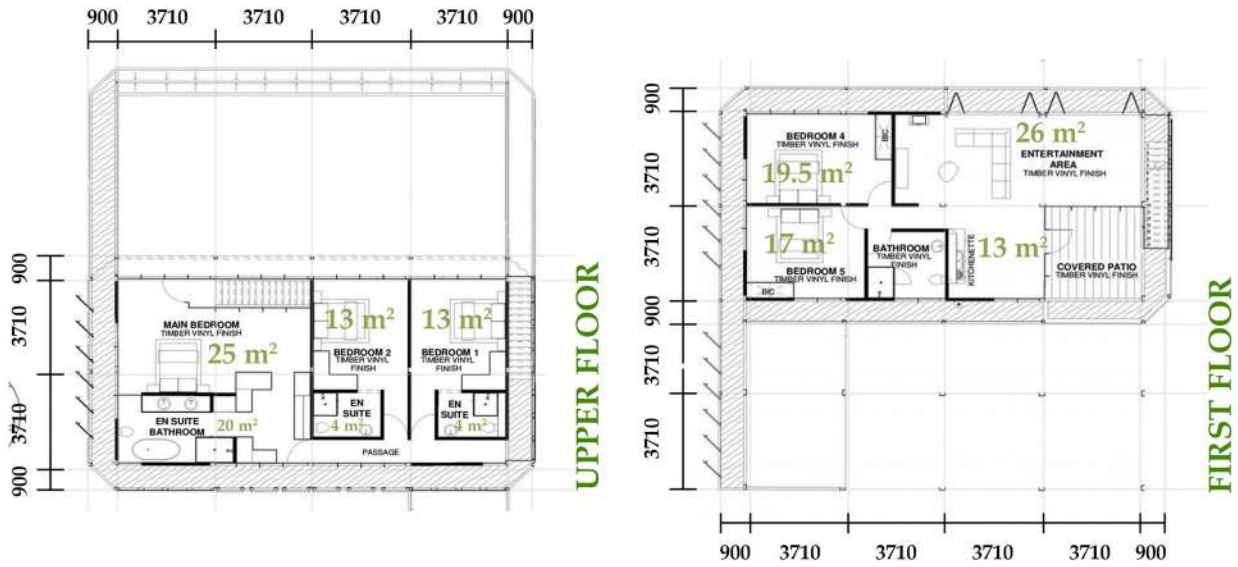 900 3710 3710 3710 3710 900
900
3710
3710
900
MAIN BEDROOM
TIMBER VINYL FINISH
25 m²
13 m²
BEDROOM 2
TIMBER VINYL
FINISH
13 m²
BEDROOM 1
TIMBER VINYL
FINISH
EN SUITE
BATHROOM
20 m²
EN
SUITE
4 m²
EN
SUITE
4 m²
PASSAGE
UPPER FLOOR
900
3710
3710
900
3710
3710
BEDROOM 4
TIMBER VINYL FINISH
BIC
19.5 m²
26 m²
ENTERTAINMENT
AREA
TIMBER VINYL FINISH
17 m²
BEDROOM 5
TIMBER VINYL FINISH
BIC
BATHROOM
TIMBER VINYL
FINISH
KITCHENETTE
13 m²
COVERED PATIO
TIMBER VINYL FINISH
FIRST FLOOR
900 3710 3710 3710 3710 900